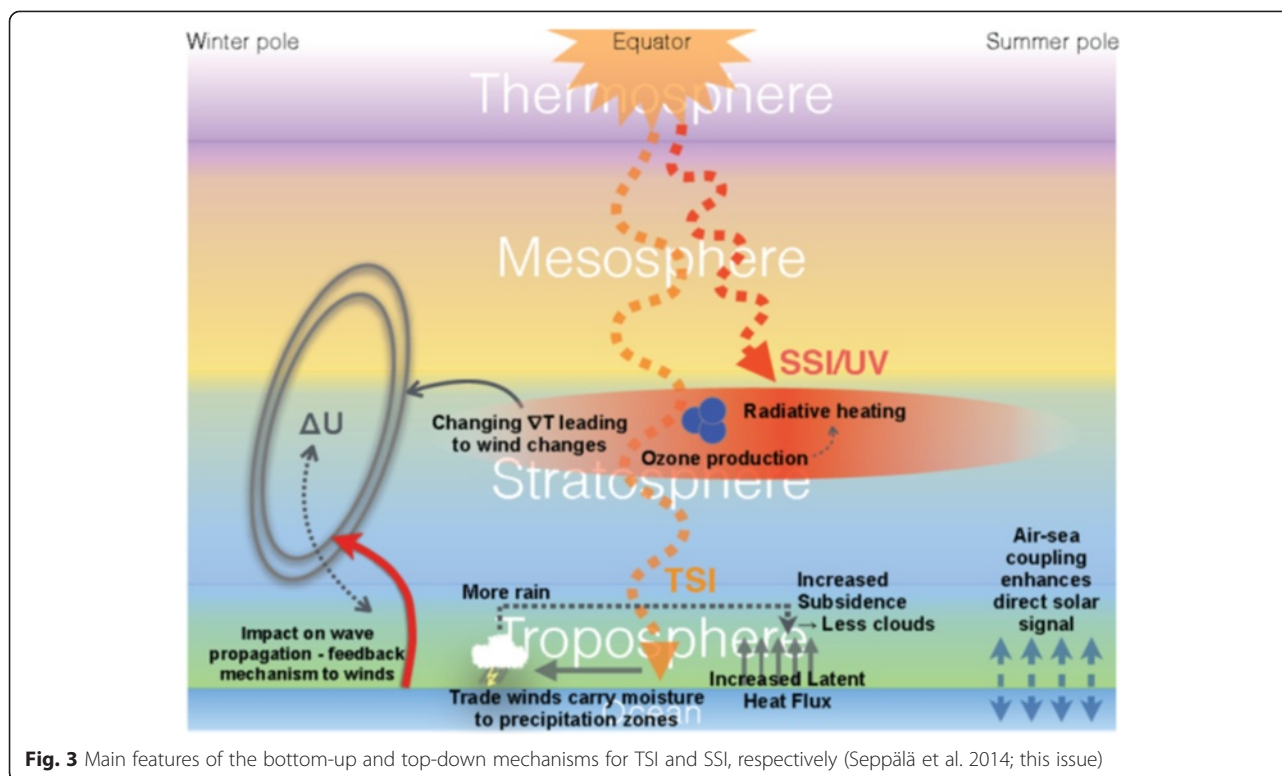 Winter pole
Equator
Summer pole
Thermosphere
Mesosphere
SSI/UV
Changing ∇T leading
to wind changes
Radiative heating
Ozone production
ΔU
Stratosphere
Air-sea
coupling
enhances
direct solar
signal
TSI
More rain
Increased
Subsidence
→ Less clouds
Troposphere
Impact on wave
propagation - feedback
mechanism to winds
Increased Latent
Heat Flux
Trade winds carry moisture
to precipitation zones
Ocean
Fig. 3 Main features of the bottom-up and top-down mechanisms for TSI and SSI, respectively (Seppälä et al. 2014; this issue)